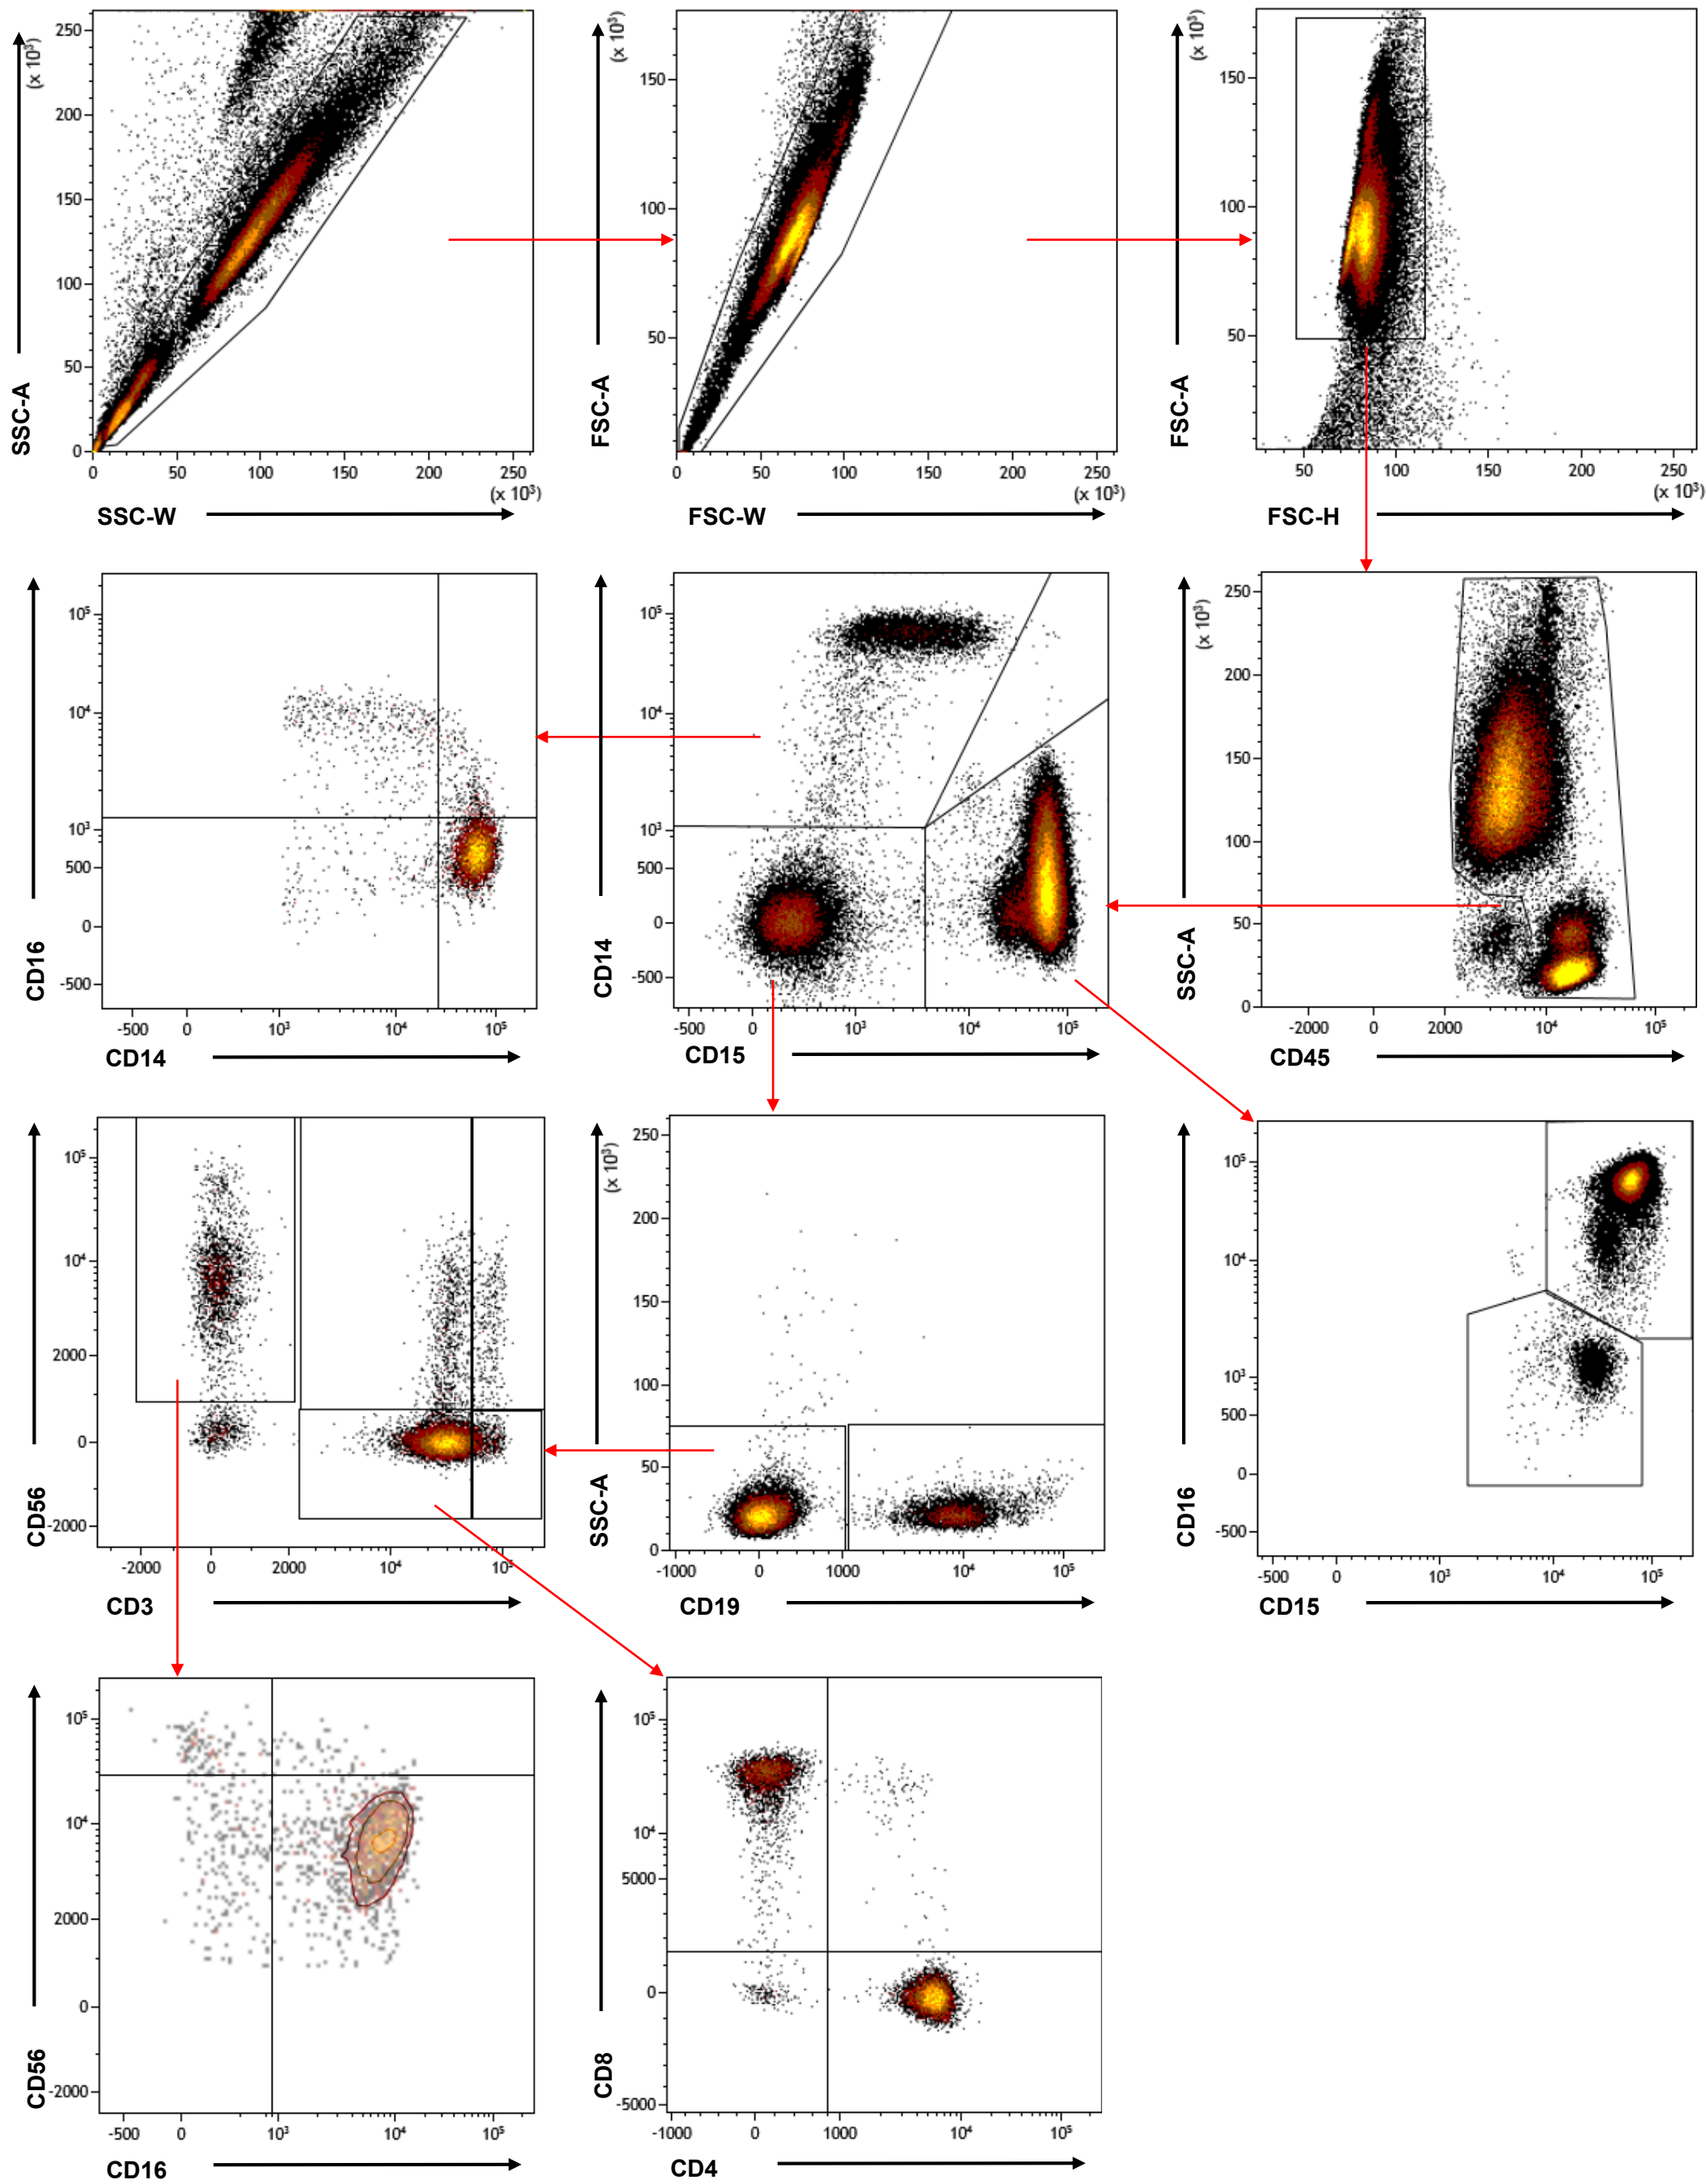 250
200
150
100
50
0
(x 10³)
SSC-A
0 50 100 150 200 250
(x 10³)
SSC-W
150
100
50
(x 10³)
FSC-A
0 50 100 150 200 250
(x 10³)
FSC-W
150
100
50
(x 10³)
FSC-A
50 100 150 200 250
(x 10³)
FSC-H
10⁵
10⁴
10³
500
0
-500
CD16
-500 0 10³ 10⁴ 10⁵
CD14
10⁵
10⁴
10³
500
0
-500
CD14
-500 0 10³ 10⁴ 10⁵
CD15
250
200
150
100
50
0
(x 10³)
SSC-A
-2000 0 2000 10⁴ 10⁵
CD45
10⁵
10⁴
2000
0
-2000
CD56
-2000 0 2000 10⁴ 10⁵
CD3
250
200
150
100
50
0
(x 10³)
SSC-A
-1000 0 1000 10⁴ 10⁵
CD19
10⁵
10⁴
10³
500
0
-500
CD16
-500 0 10³ 10⁴ 10⁵
CD15
10⁵
10⁴
2000
0
-2000
CD56
-500 0 10³ 10⁴ 10⁵
CD16
10⁵
10⁴
5000
0
-5000
CD8
-1000 0 1000 10⁴ 10⁵
CD4